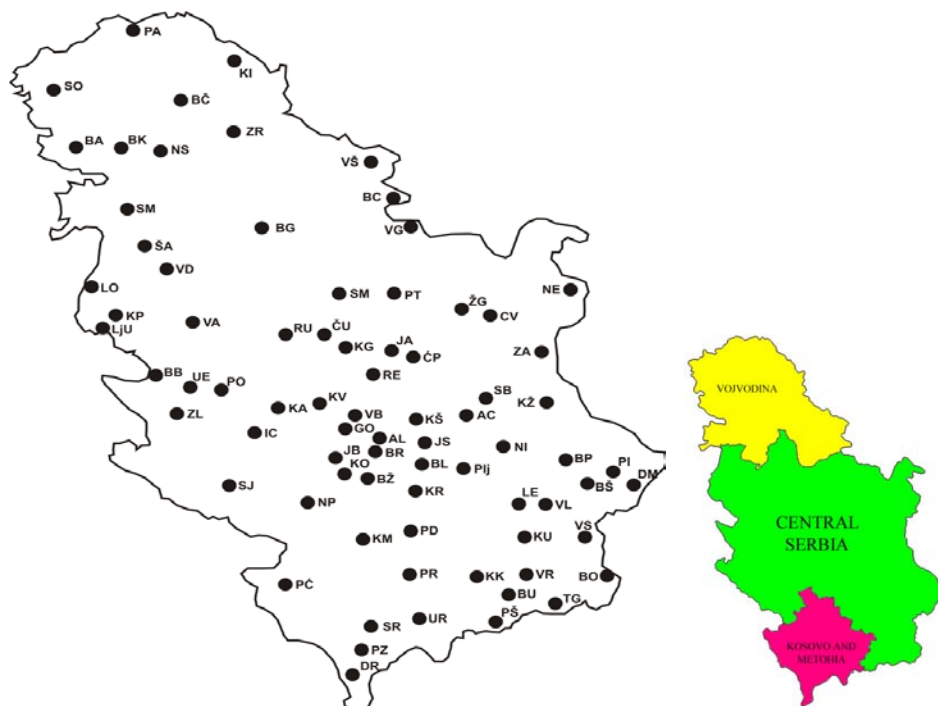 PA
KI
SO
BČ
ZR
BA
BK
NS
VŠ
BC
SM
BG
VG
ŠA
VD
LO
SM
PT
NE
ŽG
CV
KP
LjU
VA
RU
ČU
KG
JA
ĆP
ZA
BB
UE
PO
RE
SB
KŽ
ZL
KA
KV
VB
KŠ
AC
IC
GO
AL
JS
NI
JB
BR
BL
Plj
BP
PI
KO
BŽ
BŠ
DM
SJ
KR
NP
LE
VL
KM
PD
KU
VS
PĆ
PR
KK
VR
BO
BU
TG
SR
UR
PŠ
PZ
DR
VOJVODINA
CENTRAL
SERBIA
KOSOVO AND
METOHIA